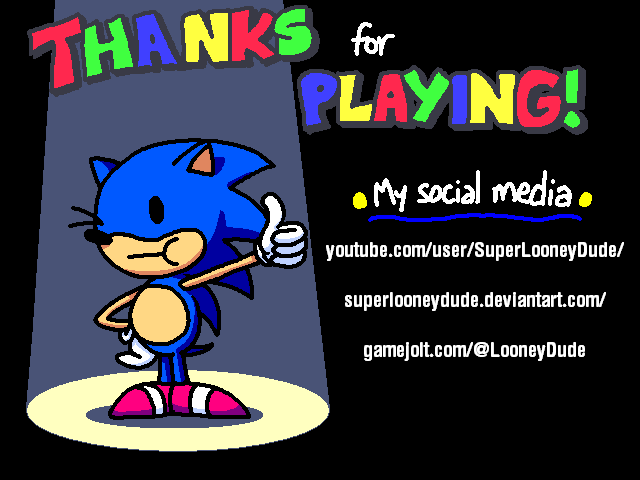 THANKS for
PLAYING!
My social media
youtube.com/user/SuperLooneyDude/
superlooneydude.deviantart.com/
gamejolt.com/@LooneyDude